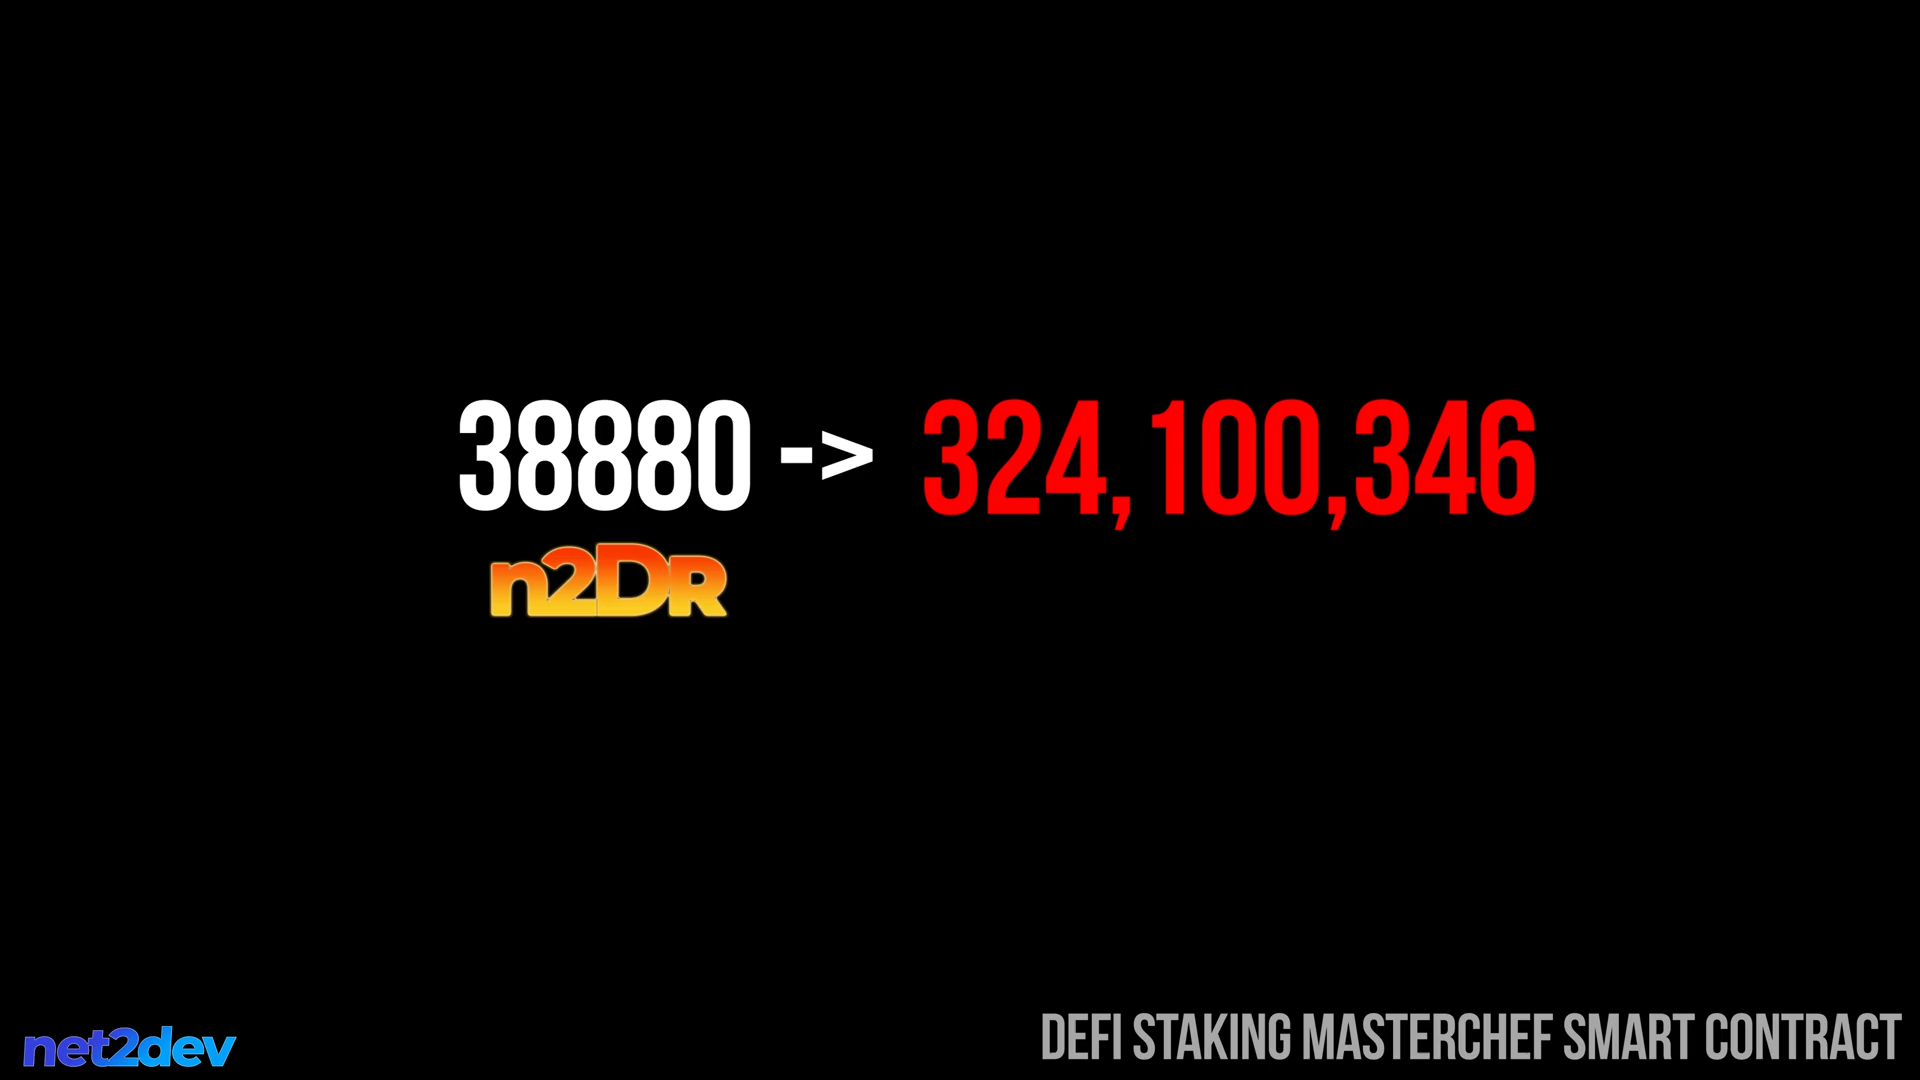 38880 -> 324,100,346
n2DR
net2dev
DEFI STAKING MASTERCHEF SMART CONTRACT